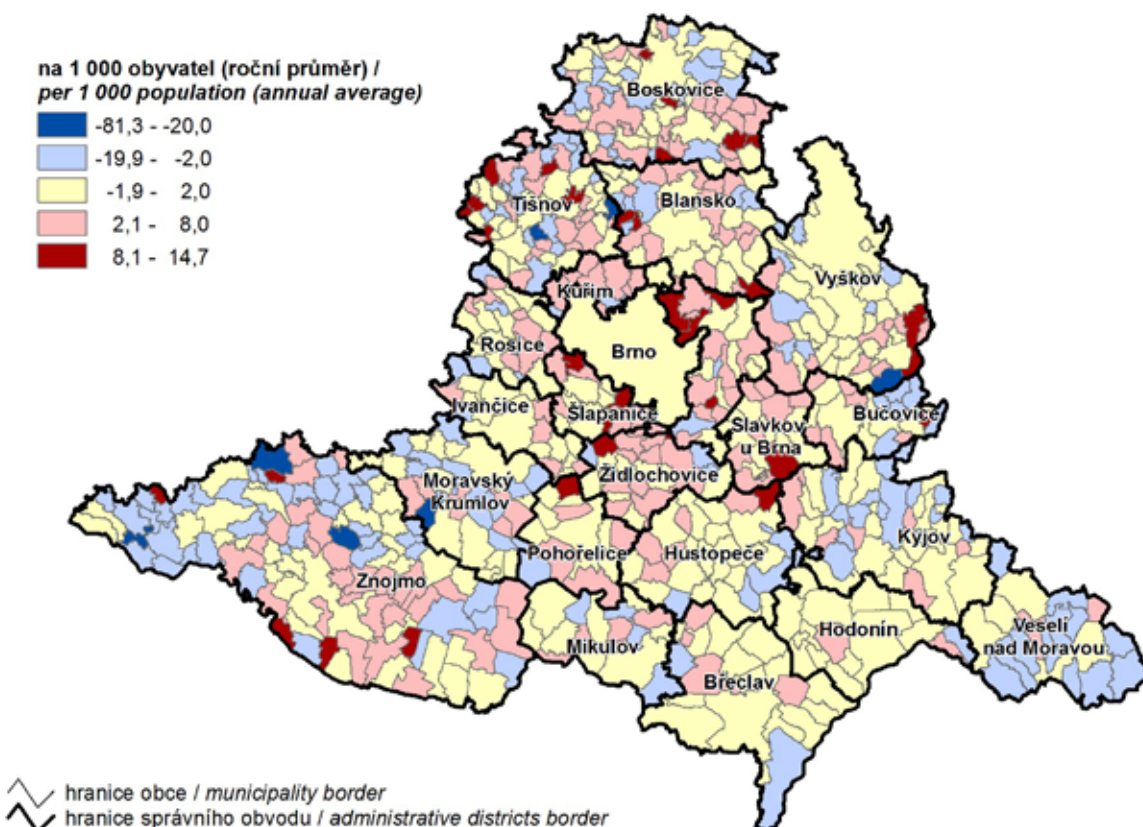 na 1 000 obyvatel (roční průměr) /
per 1 000 population (annual average)
-81,3 - -20,0
-19,9 - -2,0
-1,9 - 2,0
2,1 - 8,0
8,1 - 14,7
Boskovice
Tišnov
Blansko
Kuřim
Vyškov
Rosice
Brno
Ivančice
Šlapanice
Slavkov
u Brna
Bučovice
Moravský
Krumlov
Židlochovice
Pohořelice
Hustopeče
Kyjov
Znojmo
Mikulov
Hodonín
Veselí
nad Moravou
Břeclav
hranice obce / municipality border
hranice správního obvodu / administrative districts border